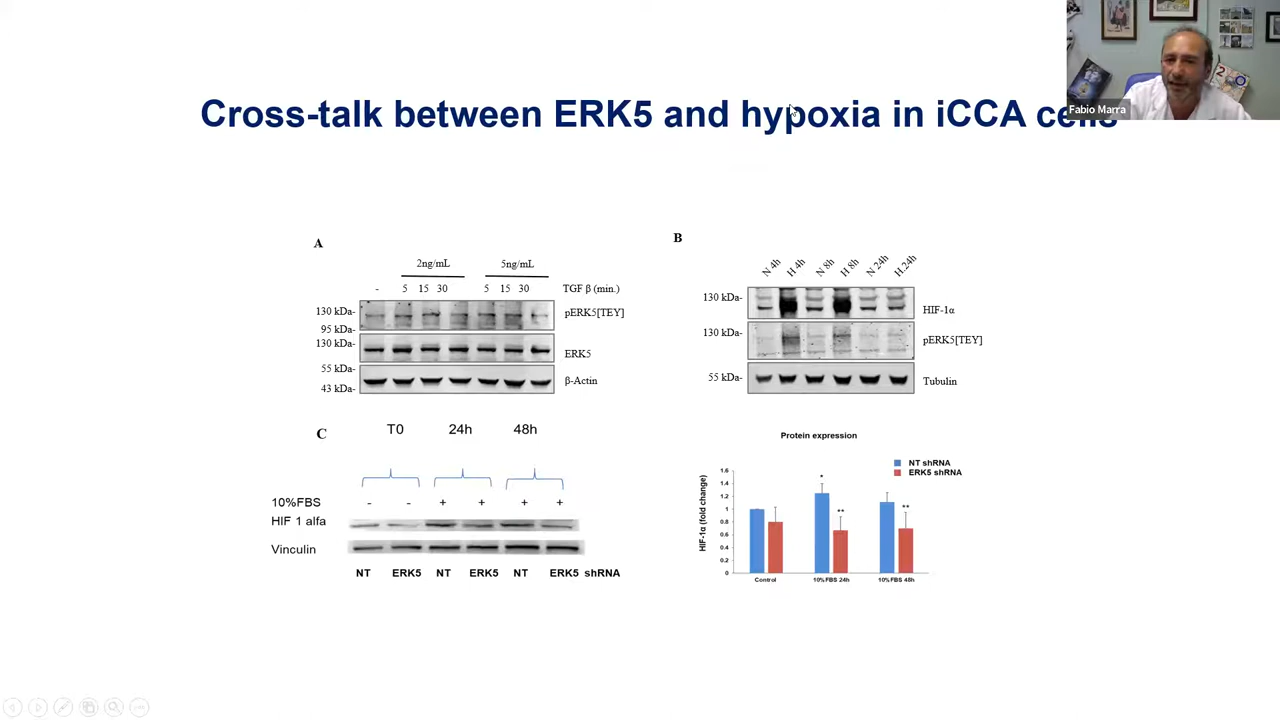 Cross-talk between ERK5 and hypoxia in iCCA cells
Fabio Marra
A
2ng/mL
5ng/mL
- 5 15 30 5 15 30 TGF β (min.)
130 kDa-
95 kDa-
pERK5[TEY]
130 kDa-
ERK5
55 kDa-
43 kDa-
β-Actin
B
N 4h H 4h N 8h H 8h N 24h H 24h
130 kDa-
HIF-1α
130 kDa-
pERK5[TEY]
55 kDa-
Tubulin
C
T0 24h 48h
10%FBS - - + + + +
HIF 1 alfa
Vinculin
NT ERK5 NT ERK5 NT ERK5 shRNA
Protein expression
NT shRNA
ERK5 shRNA
HIF-1α (fold change)
1.6
1.4
1.2
1
0.8
0.6
0.4
0.2
0
*
**
**
Control 10%FBS 24h 10%FBS 48h